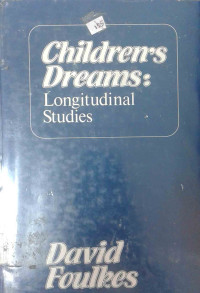 Children's
Dreams:
Longitudinal
Studies
David
Foulkes